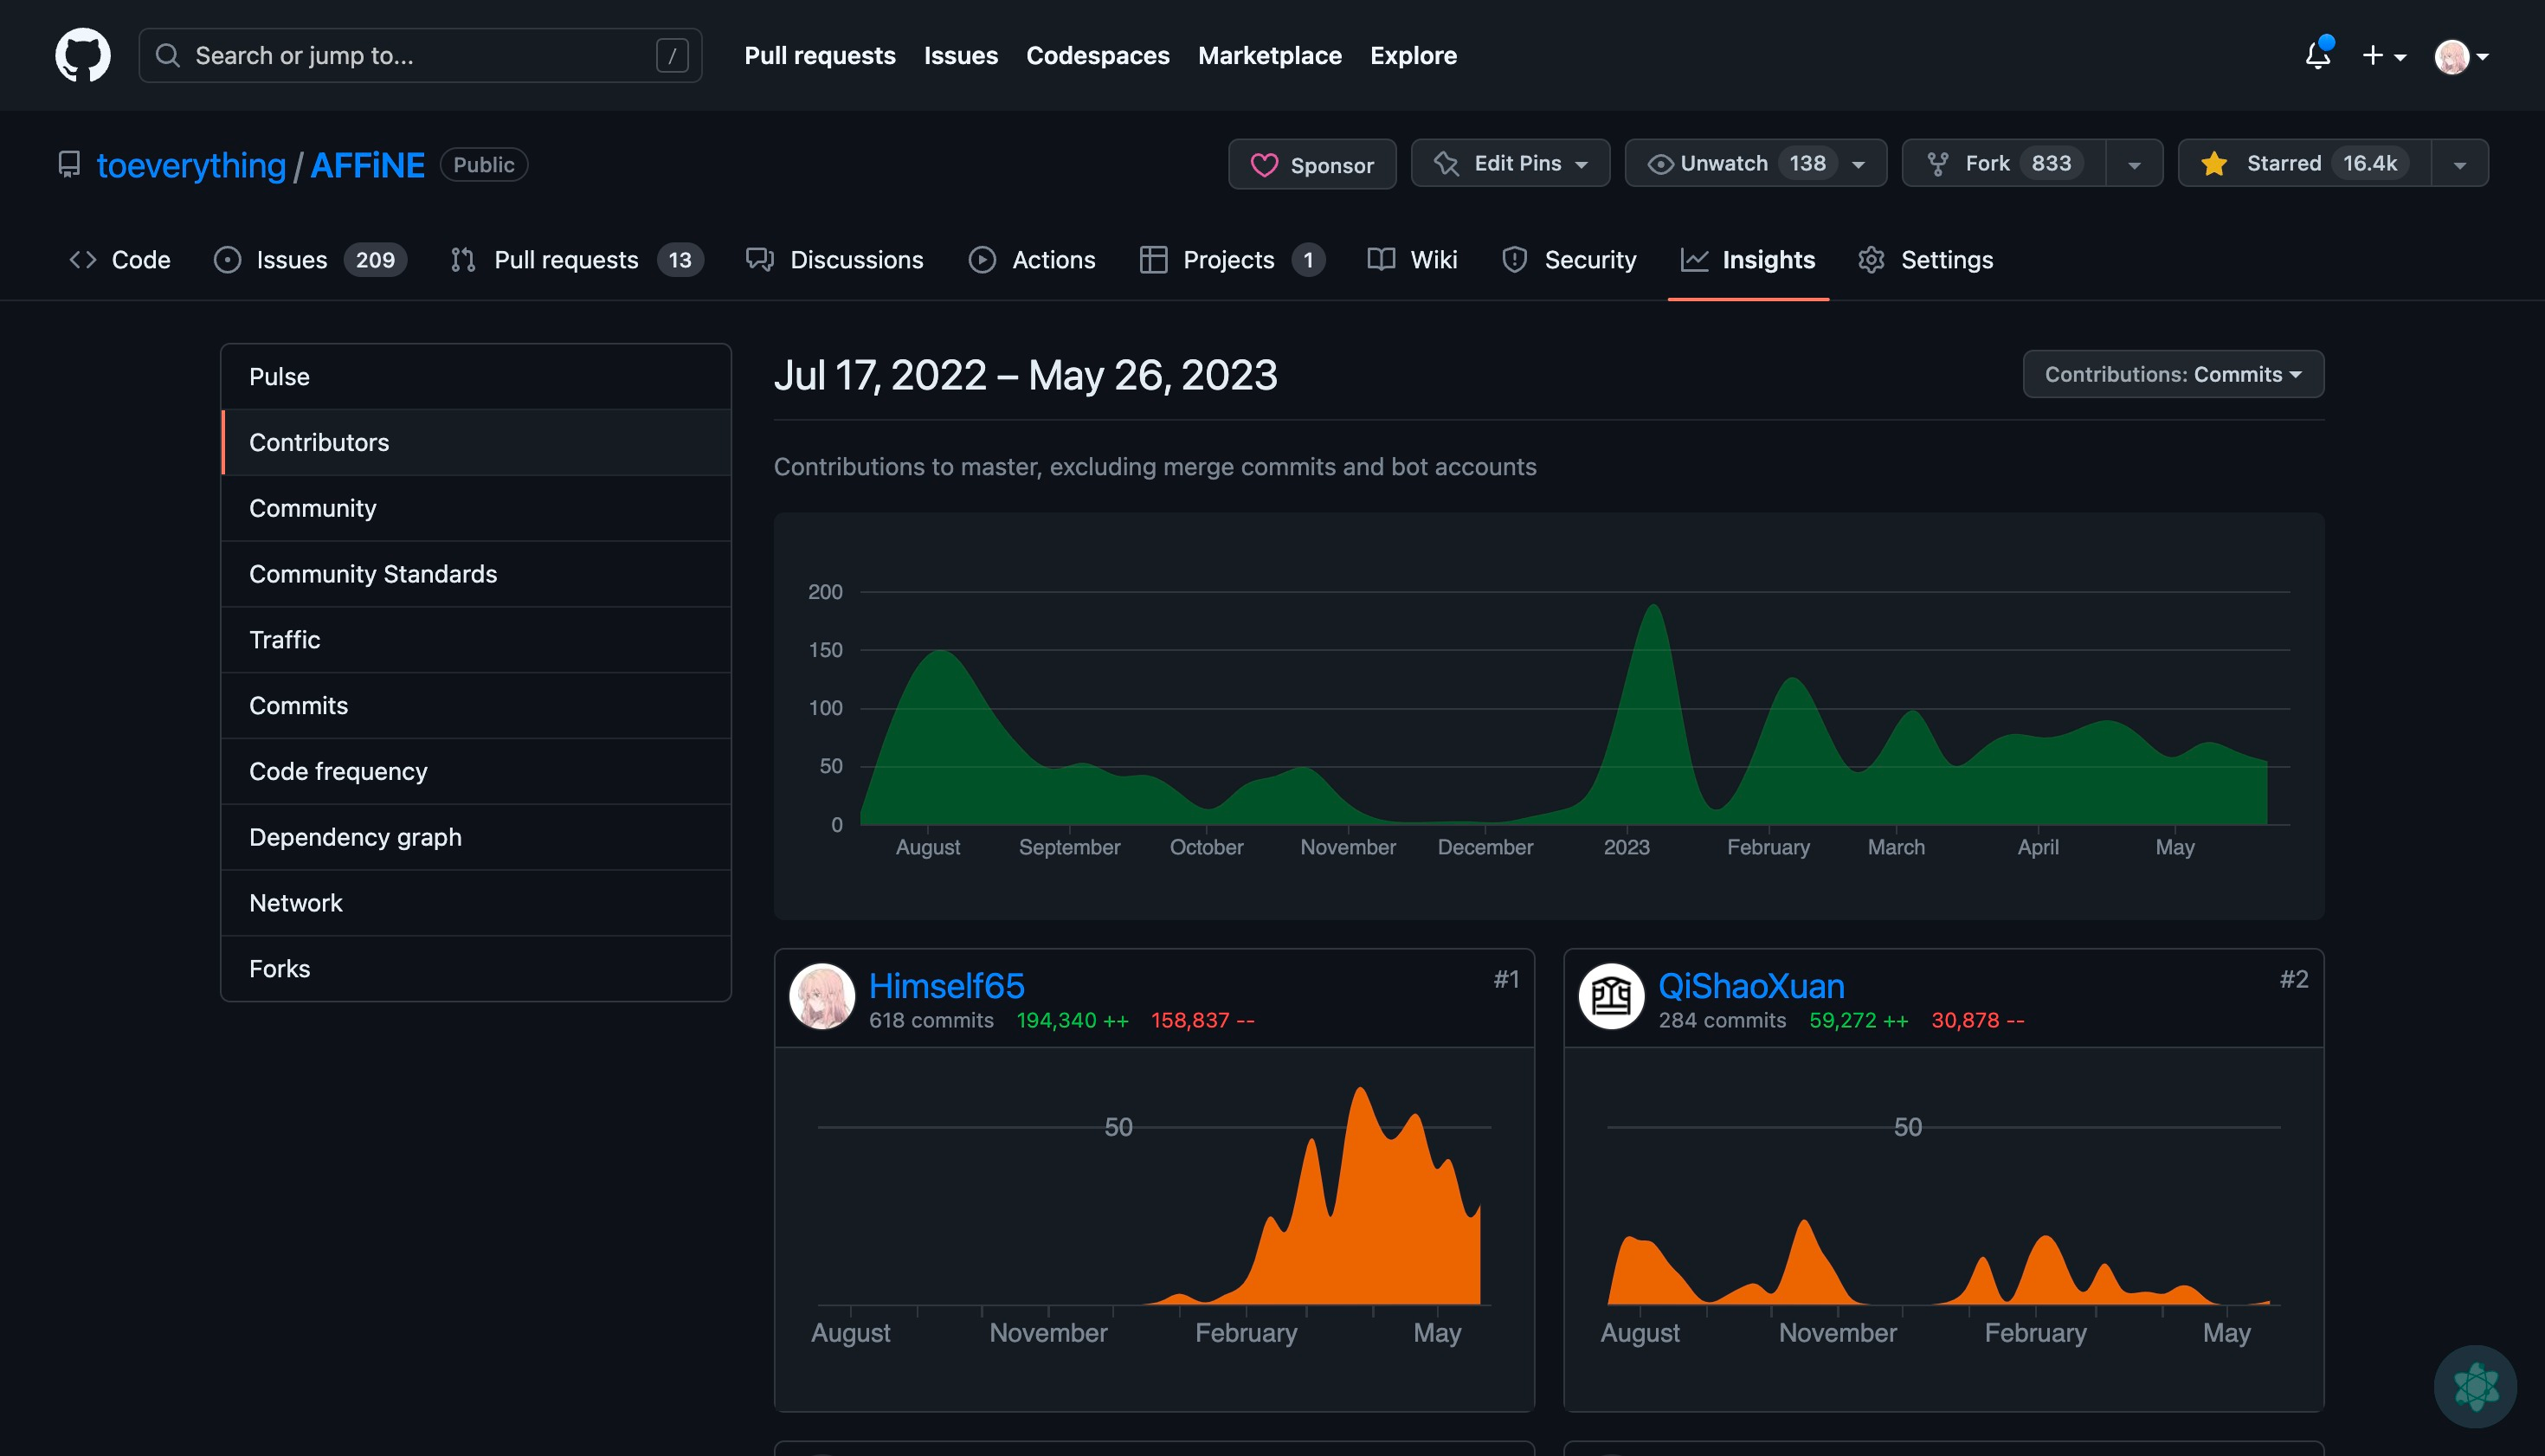 Search or jump to... / Pull requests Issues Codespaces Marketplace Explore
toeverything / AFFiNE Public Sponsor Edit Pins Unwatch 138 Fork 833 Starred 16.4k
Code Issues 209 Pull requests 13 Discussions Actions Projects 1 Wiki Security Insights Settings
Pulse
Contributors
Community
Community Standards
Traffic
Commits
Code frequency
Dependency graph
Network
Forks
Jul 17, 2022 – May 26, 2023 Contributions: Commits
Contributions to master, excluding merge commits and bot accounts
200
150
100
50
0
August September October November December 2023 February March April May
Himself65 #1
618 commits 194,340 ++ 158,837 --
50
August November February May
QiShaoXuan #2
284 commits 59,272 ++ 30,878 --
50
August November February May